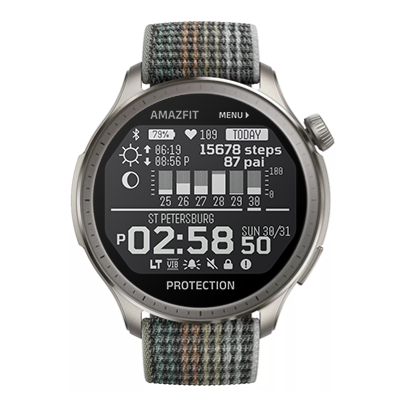 AMAZFIT MENU
79% 109 TODAY
06:19 15678 steps
08:56 P 87 pai
100
0
25 26 27 28 29 30
ST PETERSBURG
SUN 30/31
P 02:58 50
LT VIB
PROTECTION